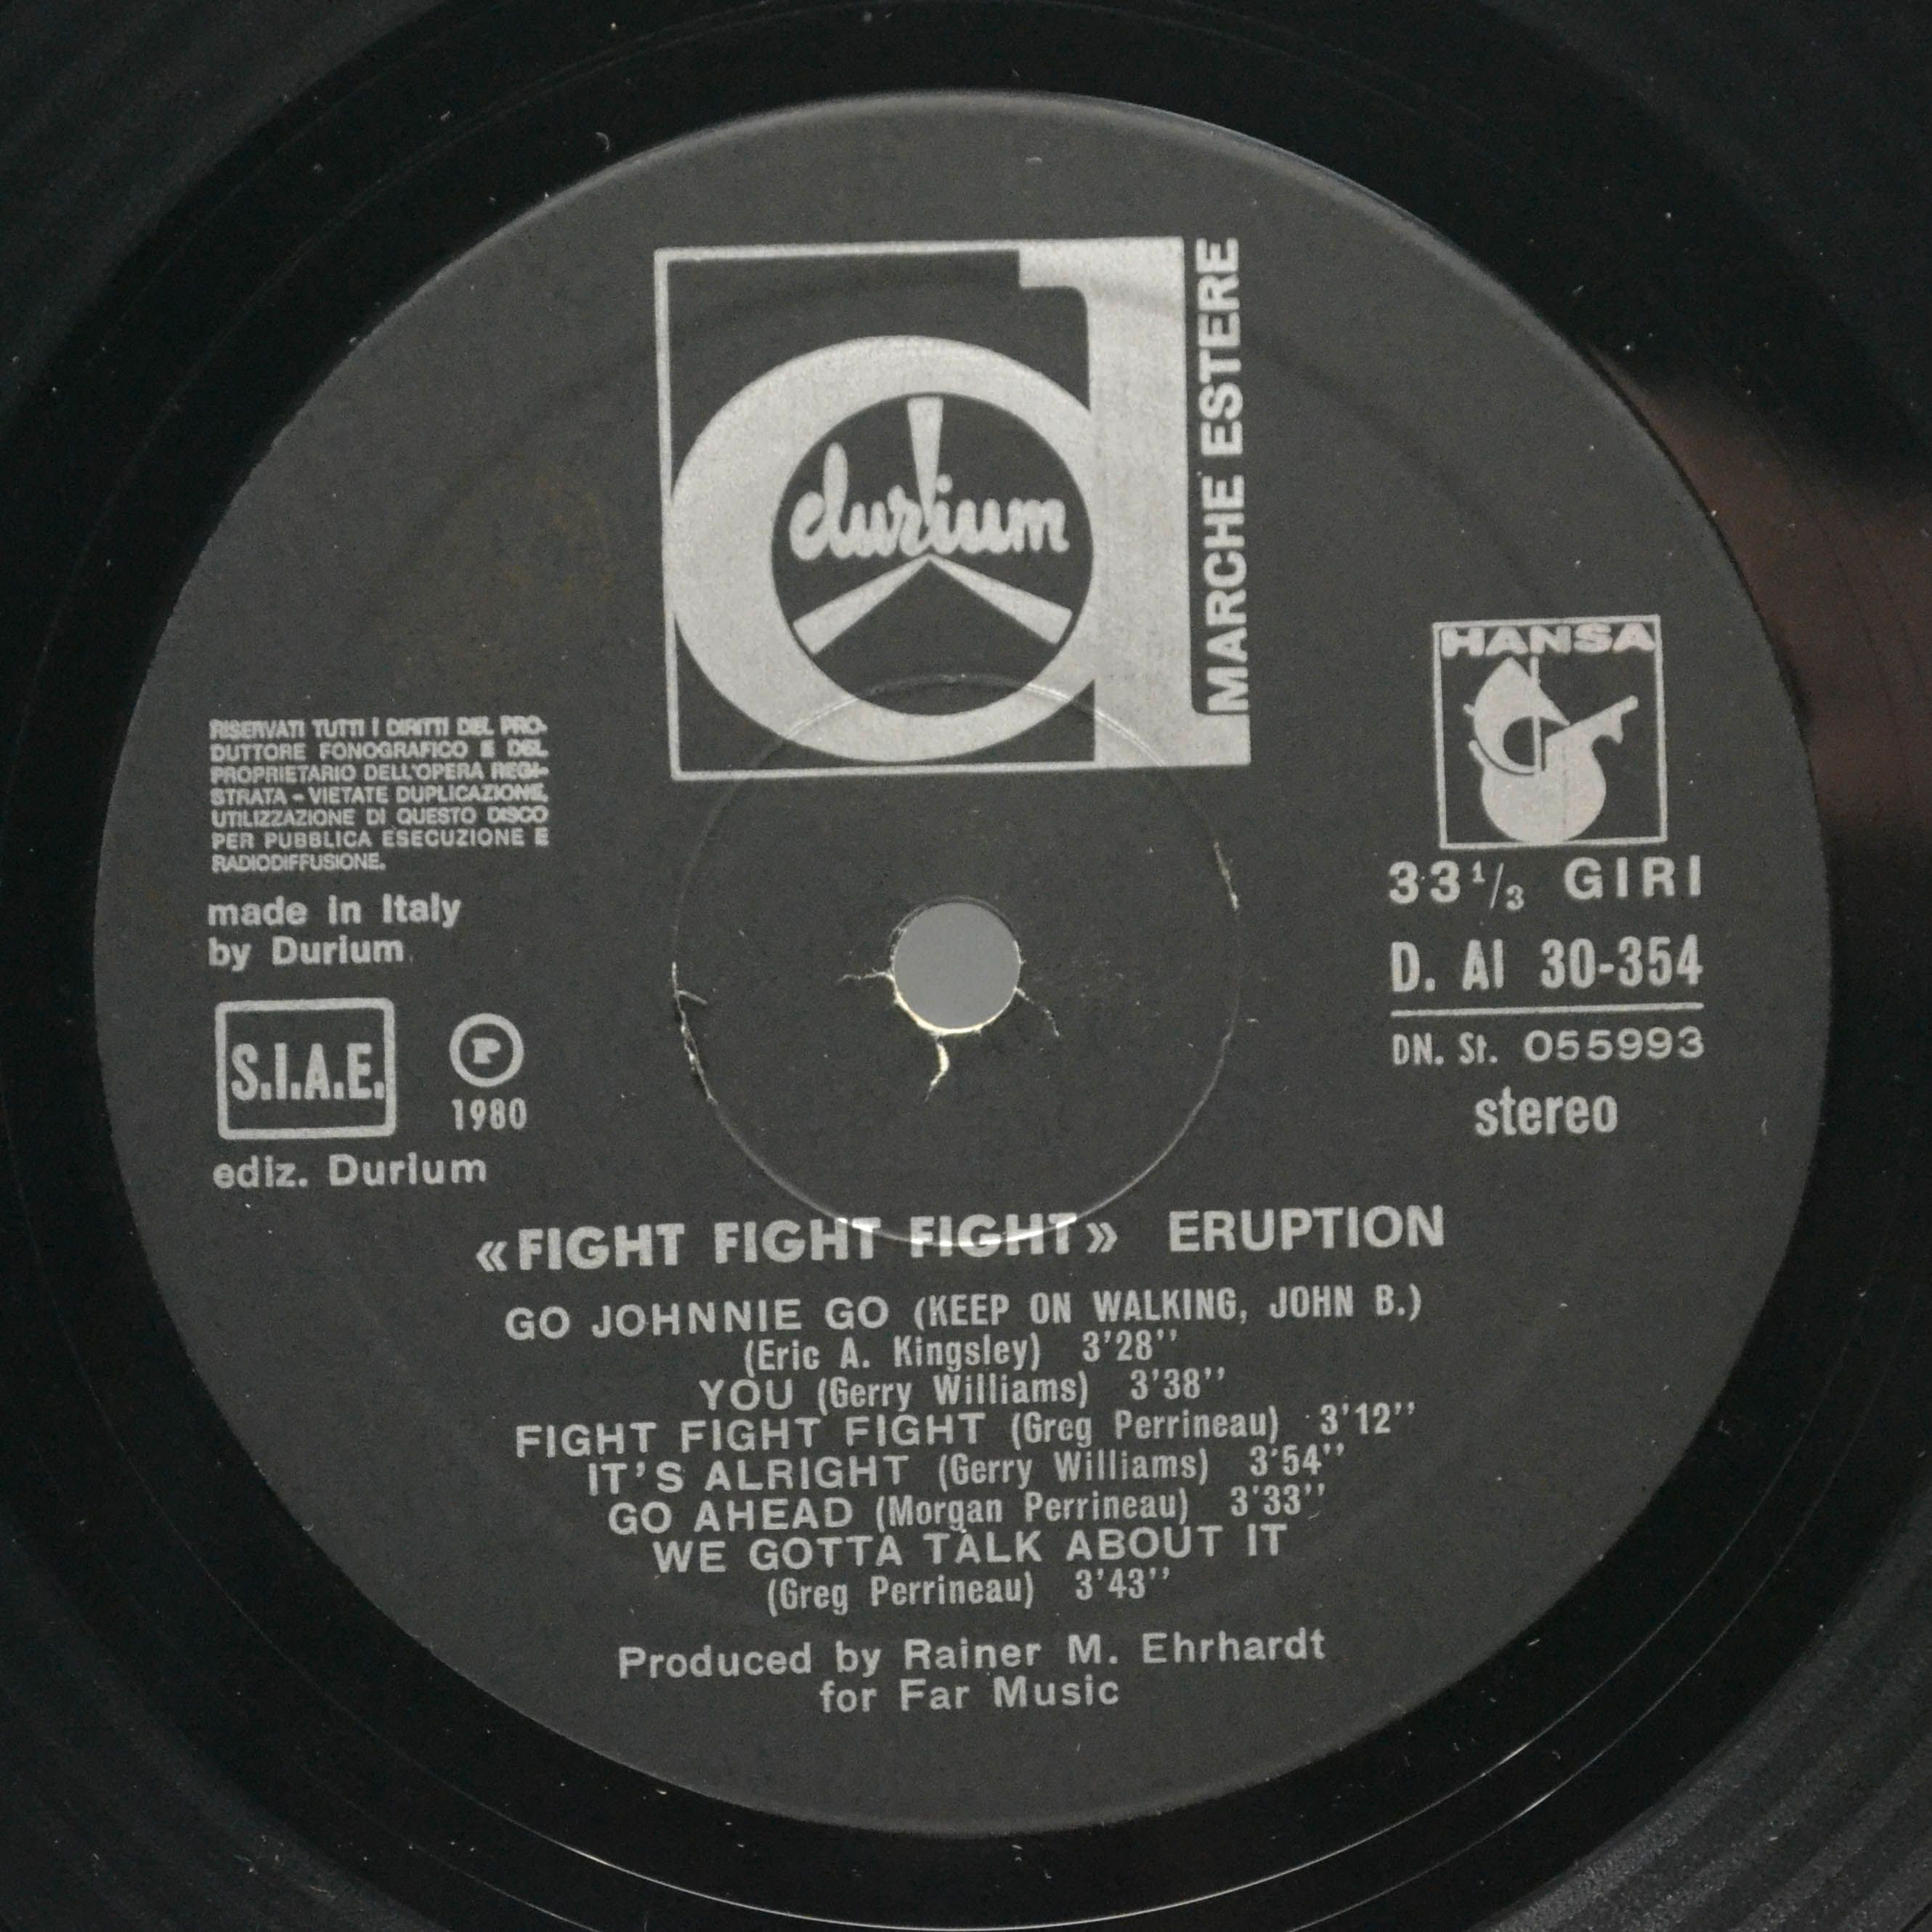 durium
MARCHE ESTERE
HANSA
RISERVATI TUTTI I DIRITTI DEL PRO-
DUTTORE FONOGRAFICO E DEL
PROPRIETARIO DELL'OPERA REGI-
STRATA - VIETATE DUPLICAZIONE,
UTILIZZAZIONE DI QUESTO DISCO
PER PUBBLICA ESECUZIONE E
RADIODIFFUSIONE.
made in Italy
by Durium
S.I.A.E.
℗
1980
ediz. Durium
33 1/3 GIRI
D. AI 30-354
DN. St. 055993
stereo
«FIGHT FIGHT FIGHT» ERUPTION
GO JOHNNIE GO (KEEP ON WALKING, JOHN B.)
(Eric A. Kingsley) 3'28''
YOU (Gerry Williams) 3'38''
FIGHT FIGHT FIGHT (Greg Perrineau) 3'12''
IT'S ALRIGHT (Gerry Williams) 3'54''
GO AHEAD (Morgan Perrineau) 3'33''
WE GOTTA TALK ABOUT IT
(Greg Perrineau) 3'43''
Produced by Rainer M. Ehrhardt
for Far Music